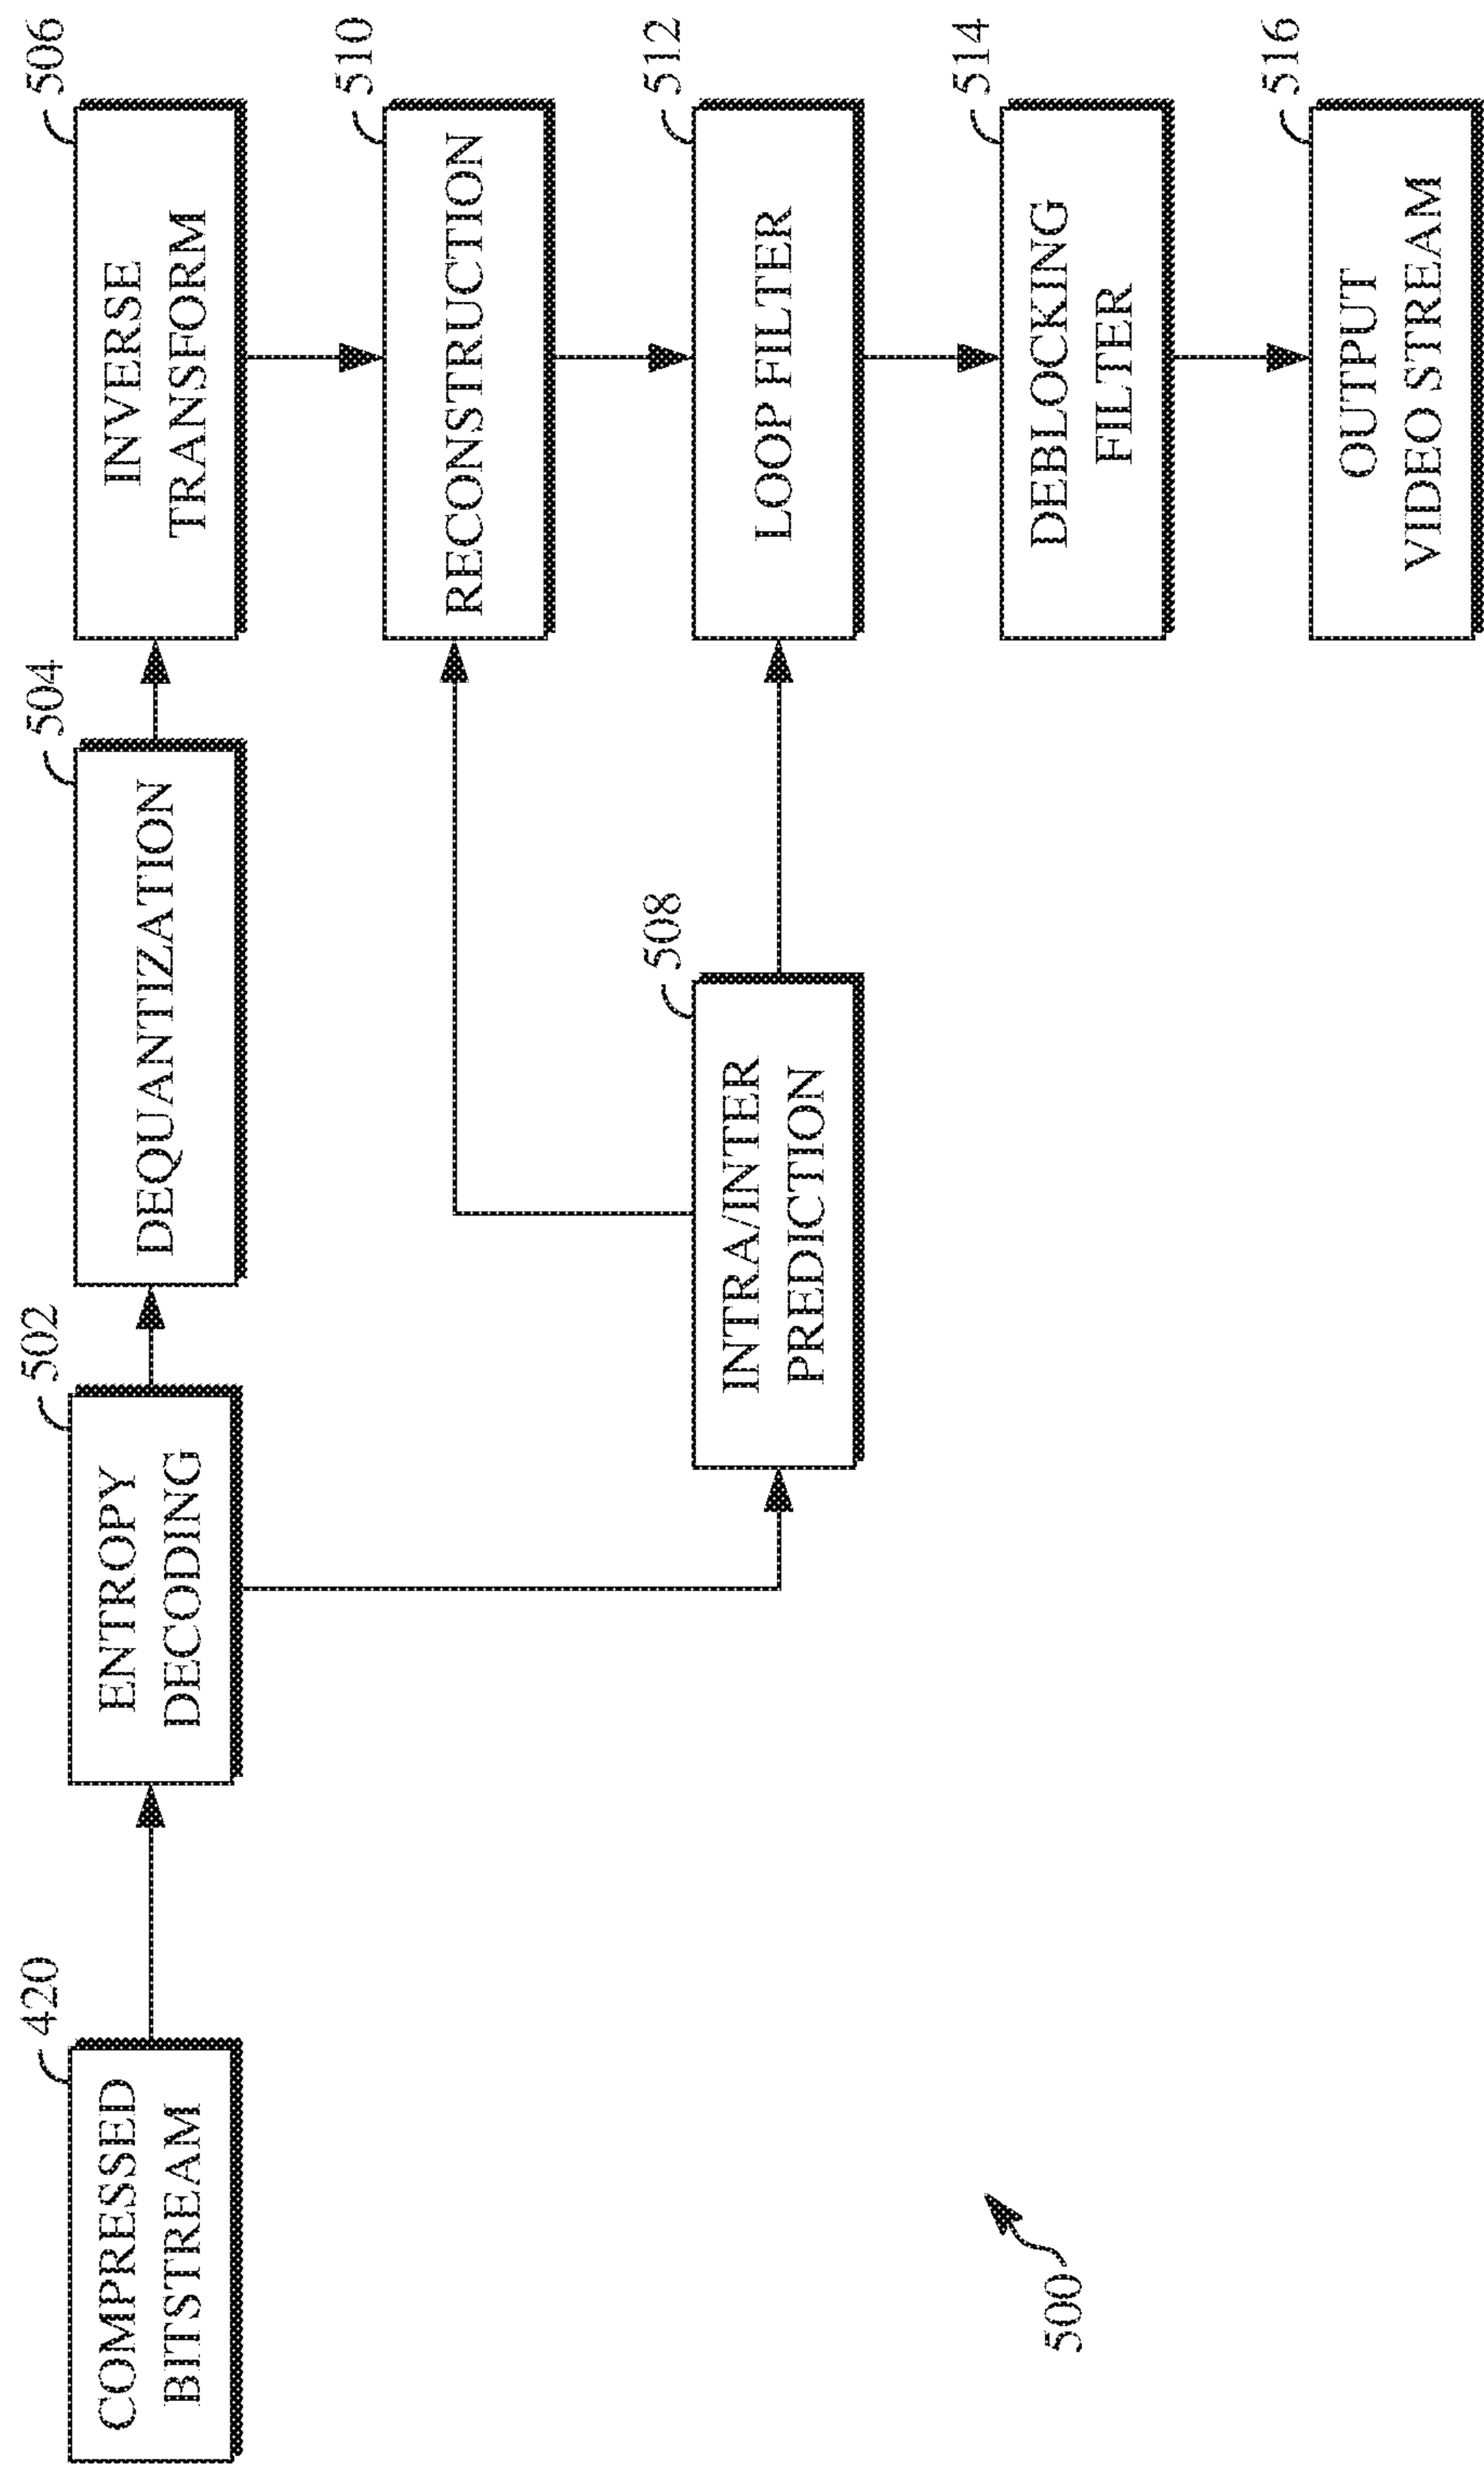 420
COMPRESSED
BITSTREAM
502
ENTROPY
DECODING
504
DEQUANTIZATION
506
INVERSE
TRANSFORM
510
RECONSTRUCTION
508
INTRA/INTER
PREDICTION
512
LOOP FILTER
514
DEBLOCKING
FILTER
516
OUTPUT
VIDEO STREAM
500